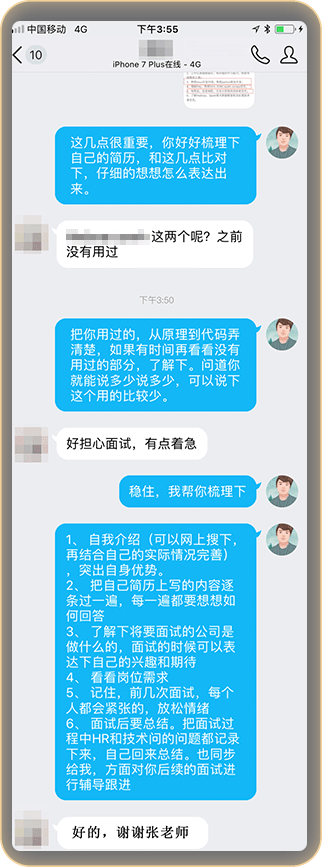 中国移动 4G
下午3:55
10
iPhone 7 Plus在线 - 4G
这几点很重要，你好好梳理下
自己的简历，和这几点比对
下，仔细的想想怎么表达出
来。
这两个呢？之前
没有用过
下午3:50
把你用过的，从原理到代码弄
清楚，如果有时间再看看没有
用过的部分，了解下。问道你
就能说多少说多少，可以说下
这个用的比较少。
好担心面试，有点着急
稳住，我帮你梳理下
1、 自我介绍（可以网上搜下，
再结合自己的实际情况完善）
，突出自身优势。
2、 把自己简历上写的内容逐
条过一遍，每一遍都要想想如
何回答
3、 了解下将要面试的公司是
做什么的，面试的时候可以表
达下自己的兴趣和期待
4、 看看岗位需求
5、 记住，前几次面试，每个
人都会紧张的，放松情绪
6、 面试后要总结。把面试过
程中HR和技术问的问题都记录
下来，自己回来总结。也同步
给我，方面对你后续的面试进
行辅导跟进
好的，谢谢张老师